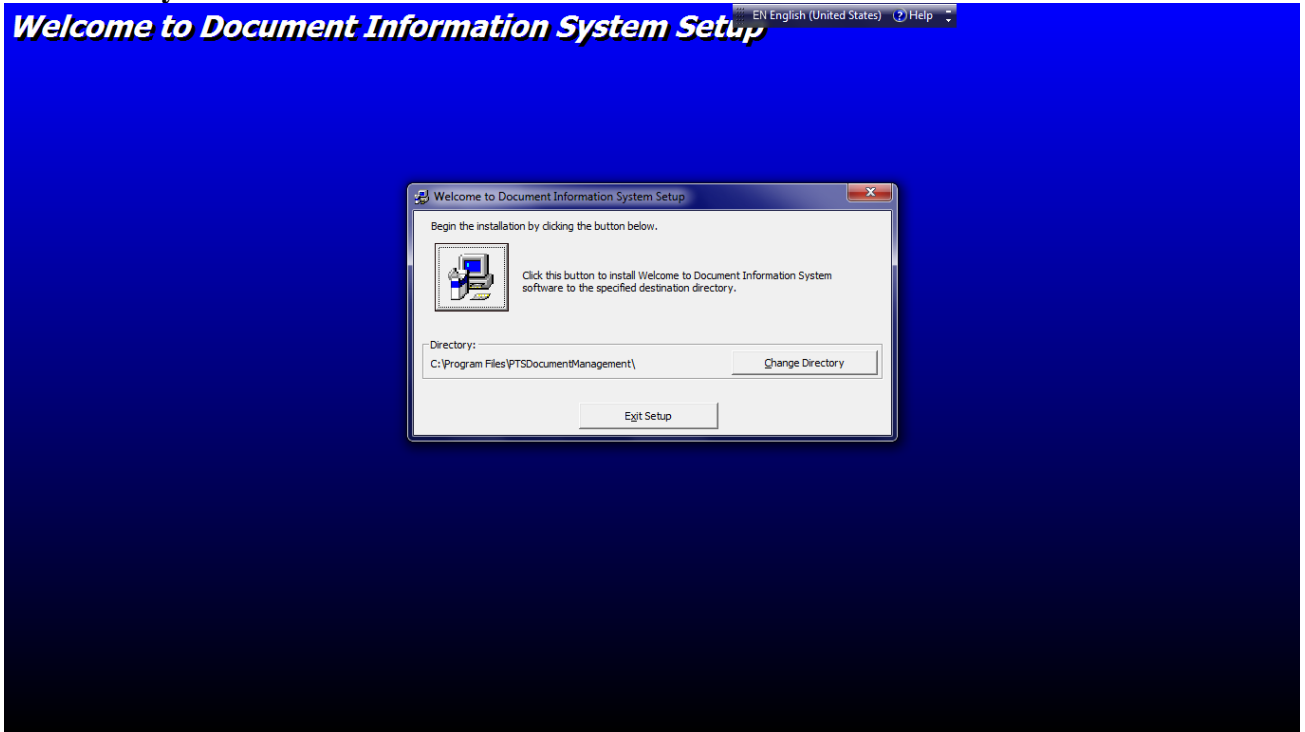 Welcome to Document Information System Setup
EN English (United States) Help
Welcome to Document Information System Setup
Begin the installation by clicking the button below.
Click this button to install Welcome to Document Information System
software to the specified destination directory.
Directory:
C:\Program Files\PTSDocumentManagement\
Change Directory
Exit Setup